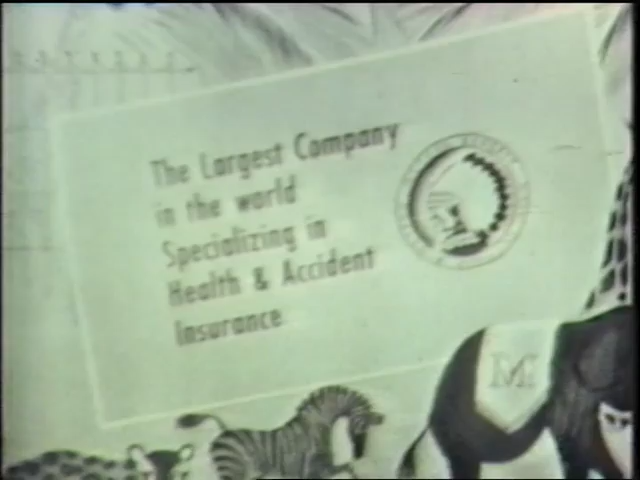 The Largest Company
in the world
Specializing in
Health & Accident
Insurance
M